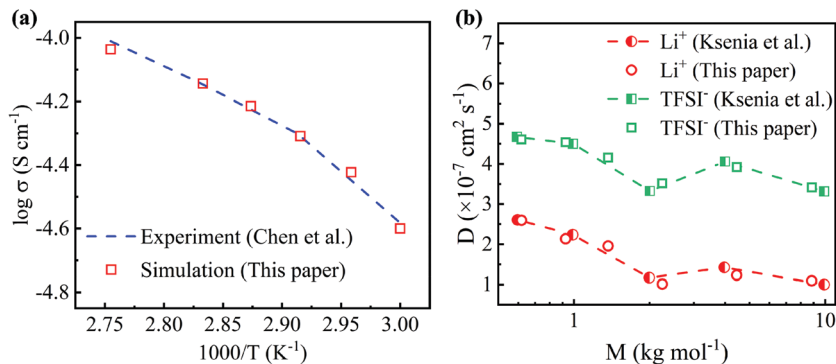 (a)
-4.0
-4.2
-4.4
-4.6
-4.8
log σ (S cm⁻¹)
Experiment (Chen et al.)
Simulation (This paper)
2.75 2.80 2.85 2.90 2.95 3.00
1000/T (K⁻¹)
(b)
7
6
5
4
3
2
1
D (×10⁻⁷ cm² s⁻¹)
Li⁺ (Ksenia et al.)
Li⁺ (This paper)
TFSI⁻ (Ksenia et al.)
TFSI⁻ (This paper)
1 10
M (kg mol⁻¹)